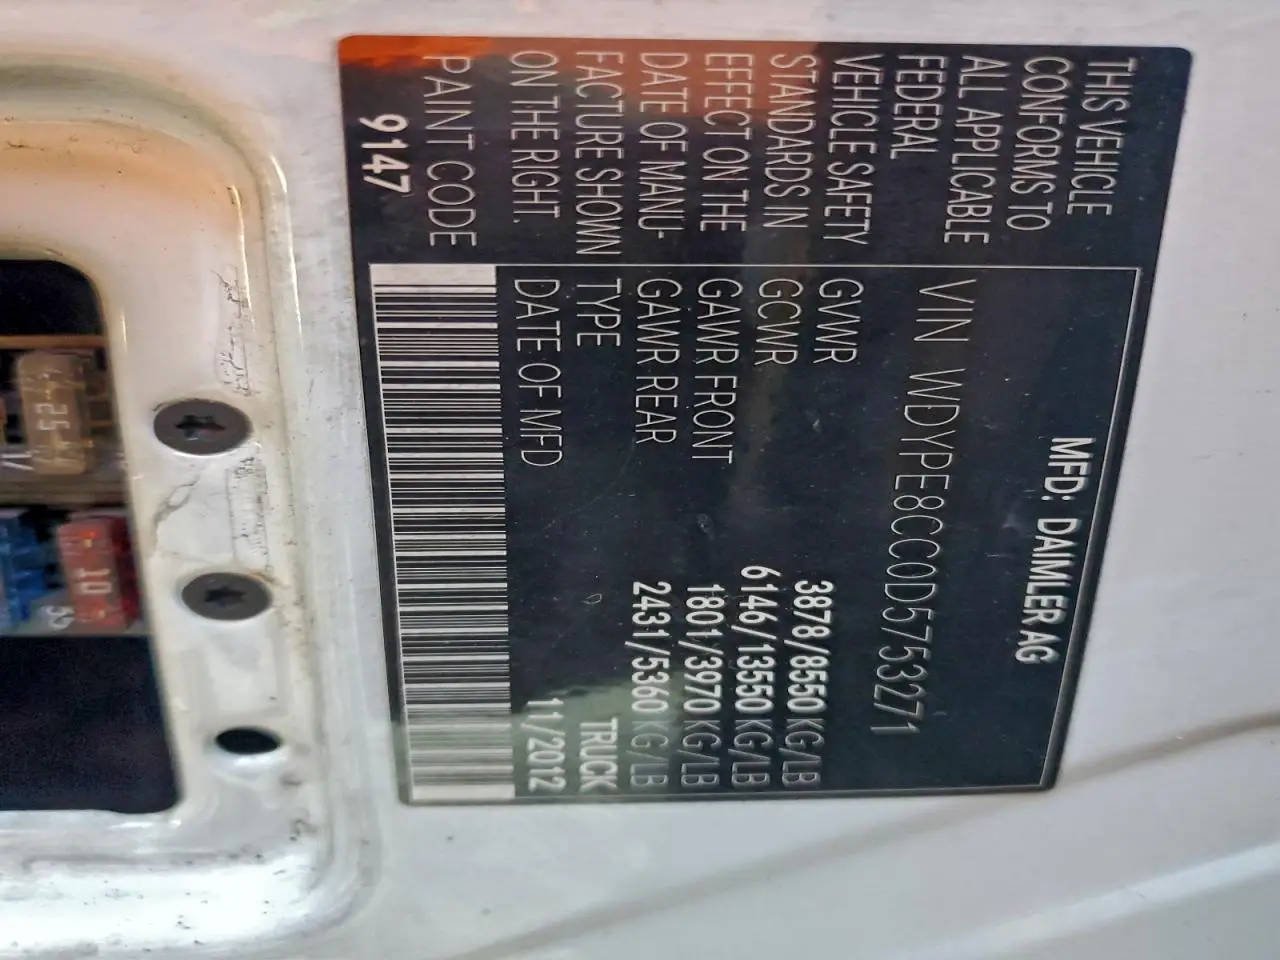 MFD: DAIMLER AG
THIS VEHICLE
CONFORMS TO
ALL APPLICABLE
FEDERAL
VEHICLE SAFETY
STANDARDS IN
EFFECT ON THE
DATE OF MANU-
FACTURE SHOWN
ON THE RIGHT.
PAINT CODE
9147
VIN WDYPE8CC0D5753271
GVWR 3878/8550 KG/LB
GCWR 6146/13550 KG/LB
GAWR FRONT 1801/3970 KG/LB
GAWR REAR 2431/5360 KG/LB
TYPE TRUCK
DATE OF MFD 11/2012
25
10